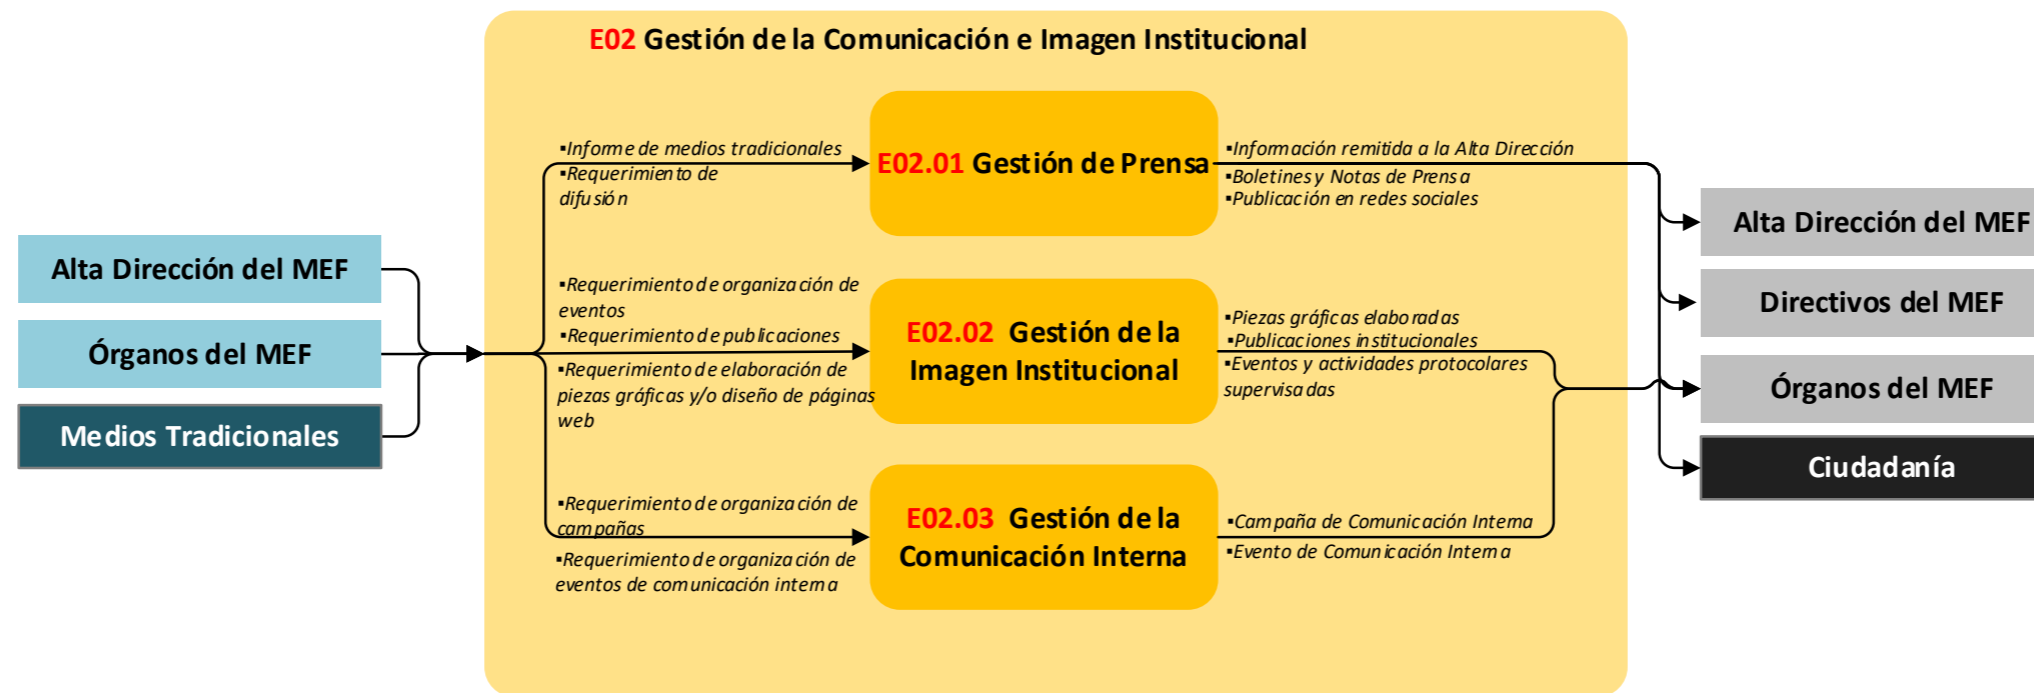 E02 Gestión de la Comunicación e Imagen Institucional
Alta Dirección del MEF
Órganos del MEF
Medios Tradicionales
▪Informe de medios tradicionales
▪Requerimiento de
difusión
▪Requerimiento de organización de
eventos
▪Requerimiento de publicaciones
▪Requerimiento de elaboración de
piezas gráficas y/o diseño de páginas
web
▪Requerimiento de organización de
campañas
▪Requerimiento de organización de
eventos de comunicación interna
E02.01 Gestión de Prensa
E02.02 Gestión de la
Imagen Institucional
E02.03 Gestión de la
Comunicación Interna
▪Información remitida a la Alta Dirección
▪Boletines y Notas de Prensa
▪Publicación en redes sociales
▪Piezas gráficas elaboradas
▪Publicaciones institucionales
▪Eventos y actividades protocolares
supervisadas
▪Campaña de Comunicación Interna
▪Evento de Comunicación Interna
Alta Dirección del MEF
Directivos del MEF
Órganos del MEF
Ciudadanía